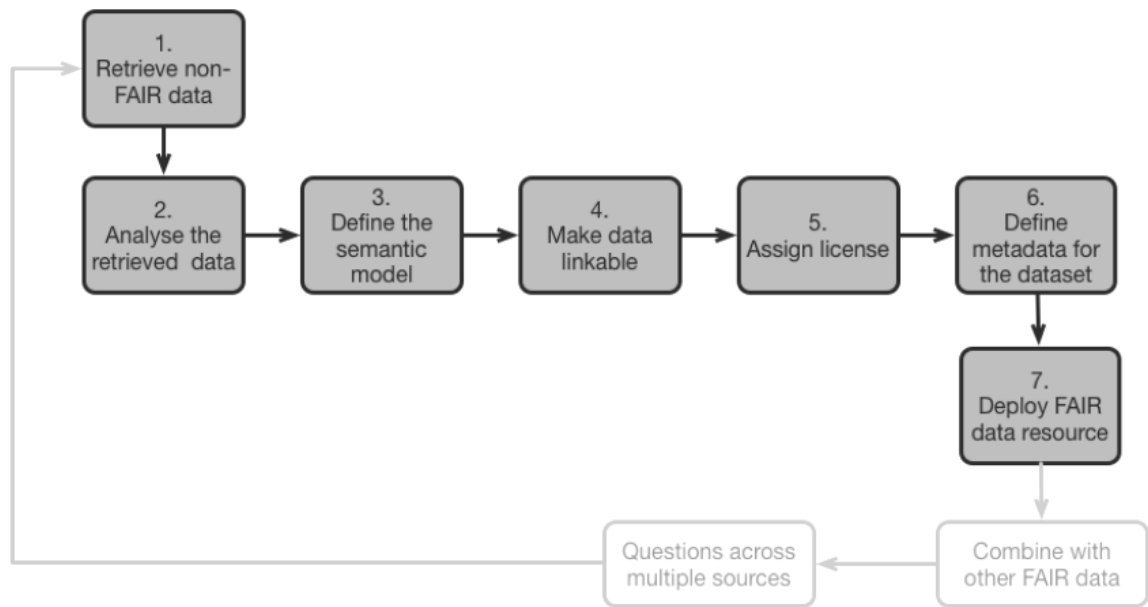 1.
Retrieve non-
FAIR data
2.
Analyse the
retrieved data
3.
Define the
semantic
model
4.
Make data
linkable
5.
Assign license
6.
Define
metadata for
the dataset
7.
Deploy FAIR
data resource
Combine with
other FAIR data
Questions across
multiple sources